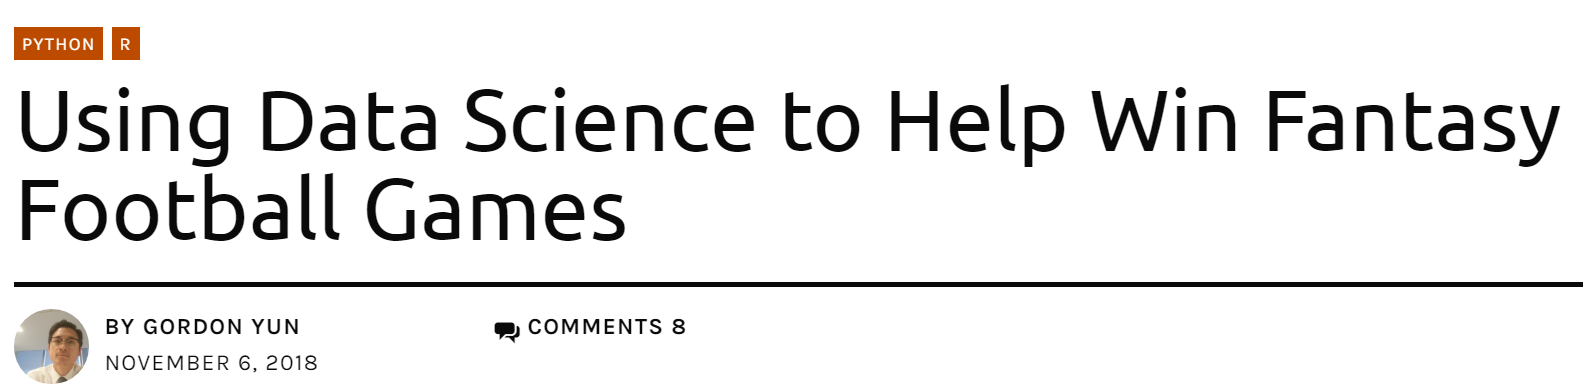 PYTHON R
Using Data Science to Help Win Fantasy
Football Games
BY GORDON YUN
COMMENTS 8
NOVEMBER 6, 2018